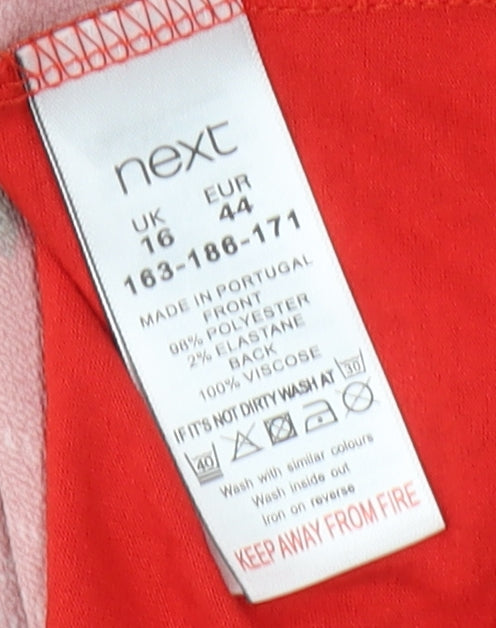 next
UK EUR
16 44
163-186-171
MADE IN PORTUGAL
FRONT
98% POLYESTER
2% ELASTANE
BACK
100% VISCOSE
IF IT'S NOT DIRTY WASH AT 30
40
Wash with similar colours
Wash inside out
Iron on reverse
KEEP AWAY FROM FIRE